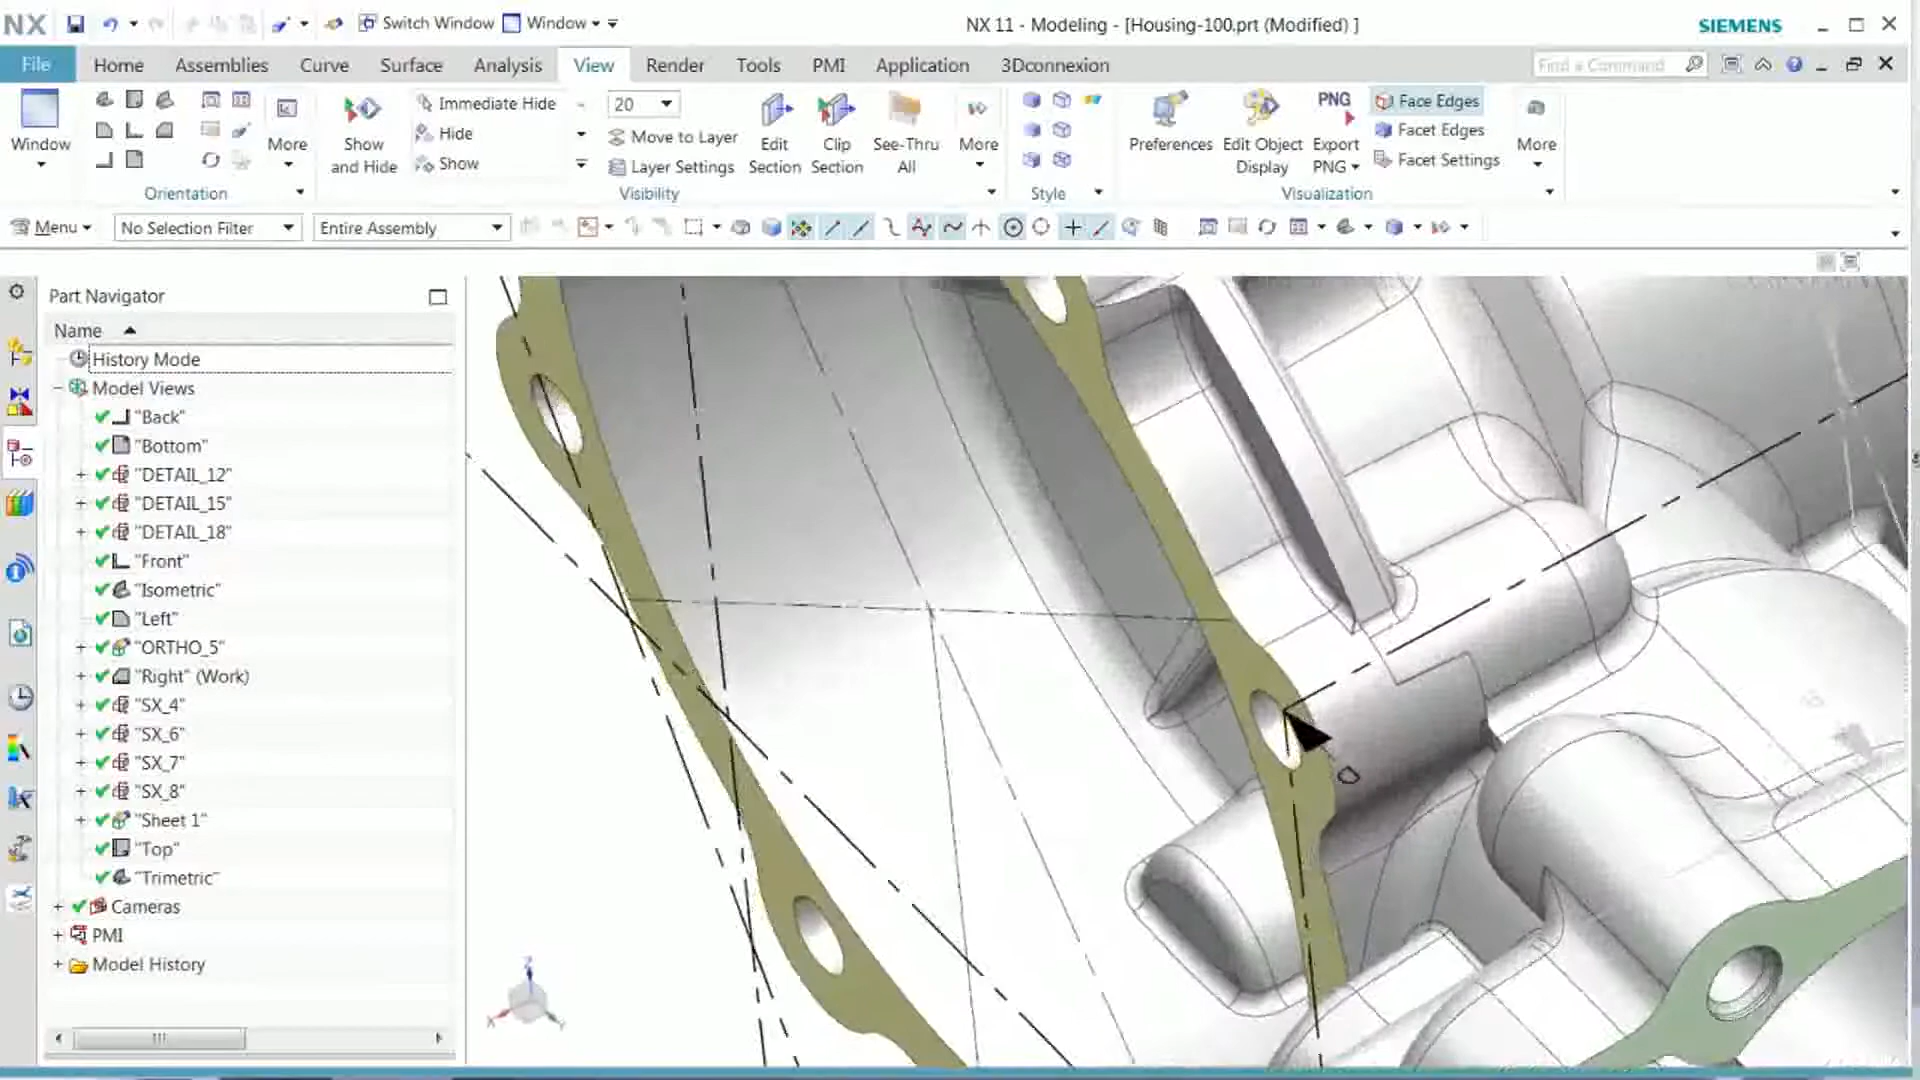 NX Switch Window Window NX 11 - Modeling - [Housing-100.prt (Modified) ] SIEMENS
File Home Assemblies Curve Surface Analysis View Render Tools PMI Application 3Dconnexion Find a Command
Window
More
Show and Hide
Immediate Hide
Hide
Show
20
Move to Layer
Layer Settings
Edit Section
Clip Section
See-Thru All
More
Preferences
Edit Object Display
PNG
Export PNG
Face Edges
Facet Edges
Facet Settings
More
Orientation Visibility Style Visualization
Menu No Selection Filter Entire Assembly
Part Navigator
Name
History Mode
Model Views
"Back"
"Bottom"
"DETAIL_12"
"DETAIL_15"
"DETAIL_18"
"Front"
"Isometric"
"Left"
"ORTHO_5"
"Right" (Work)
"SX_4"
"SX_6"
"SX_7"
"SX_8"
"Sheet 1"
"Top"
"Trimetric"
Cameras
PMI
Model History
Z
X
Y